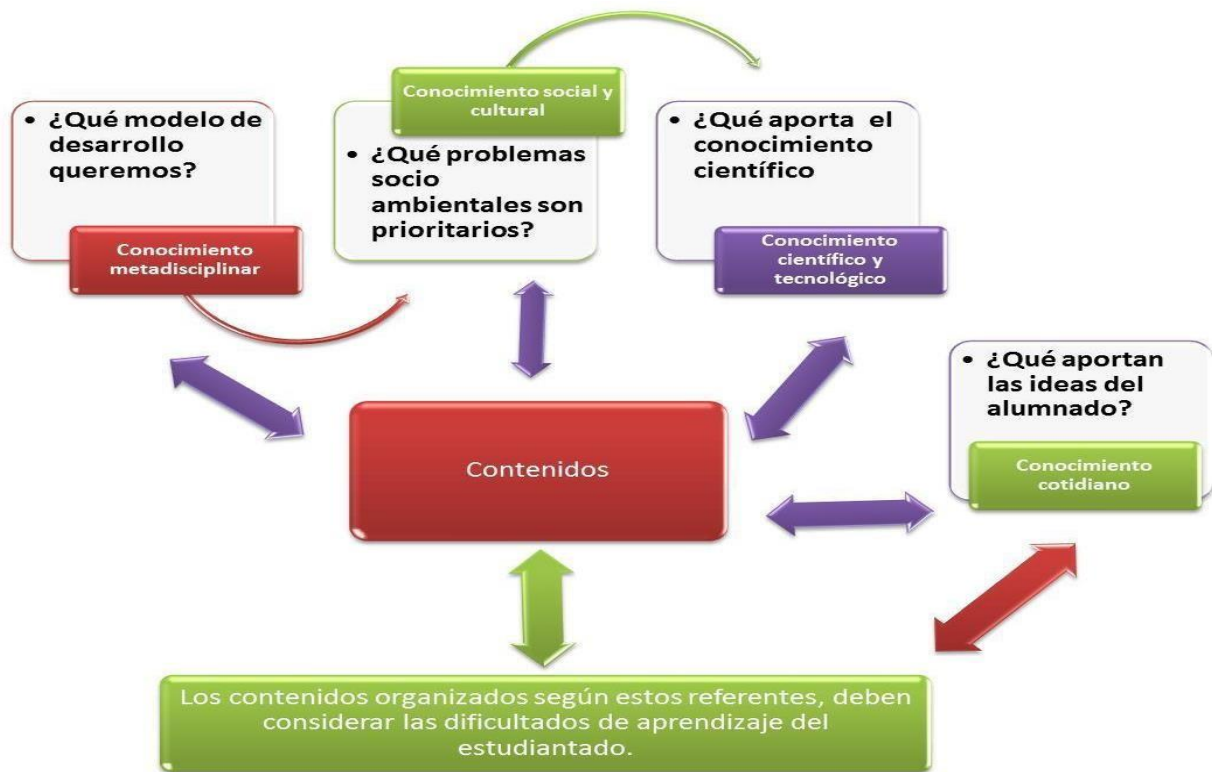 • ¿Qué modelo de
desarrollo
queremos?
Conocimiento
metadisciplinar
Conocimiento social y
cultural
• ¿Qué problemas
socio
ambientales son
prioritarios?
• ¿Qué aporta el
conocimiento
científico
Conocimiento
científico y
tecnológico
• ¿Qué aportan
las ideas del
alumnado?
Conocimiento
cotidiano
Contenidos
Los contenidos organizados según estos referentes, deben
considerar las dificultados de aprendizaje del
estudiantado.